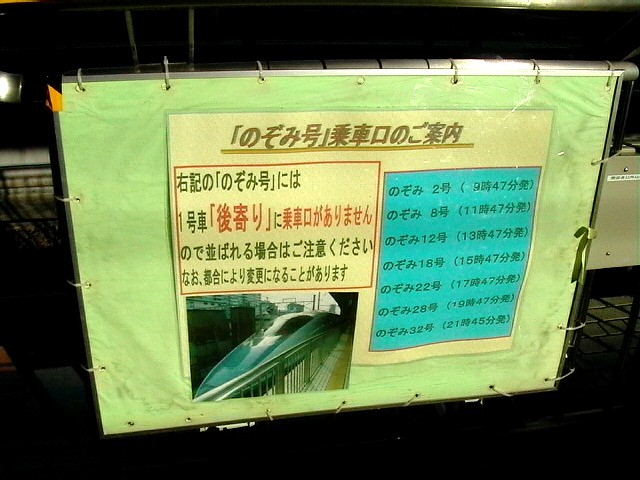 「のぞみ号」乗車口のご案内
右記の「のぞみ号」には
1号車「後寄り」に乗車口がありません
ので並ばれる場合はご注意ください
なお、都合により変更になることがあります
のぞみ 2号 ( 9時47分発)
のぞみ 8号 (11時47分発)
のぞみ12号 (13時47分発)
のぞみ18号 (15時47分発)
のぞみ22号 (17時47分発)
のぞみ28号 (19時47分発)
のぞみ32号 (21時45分発)